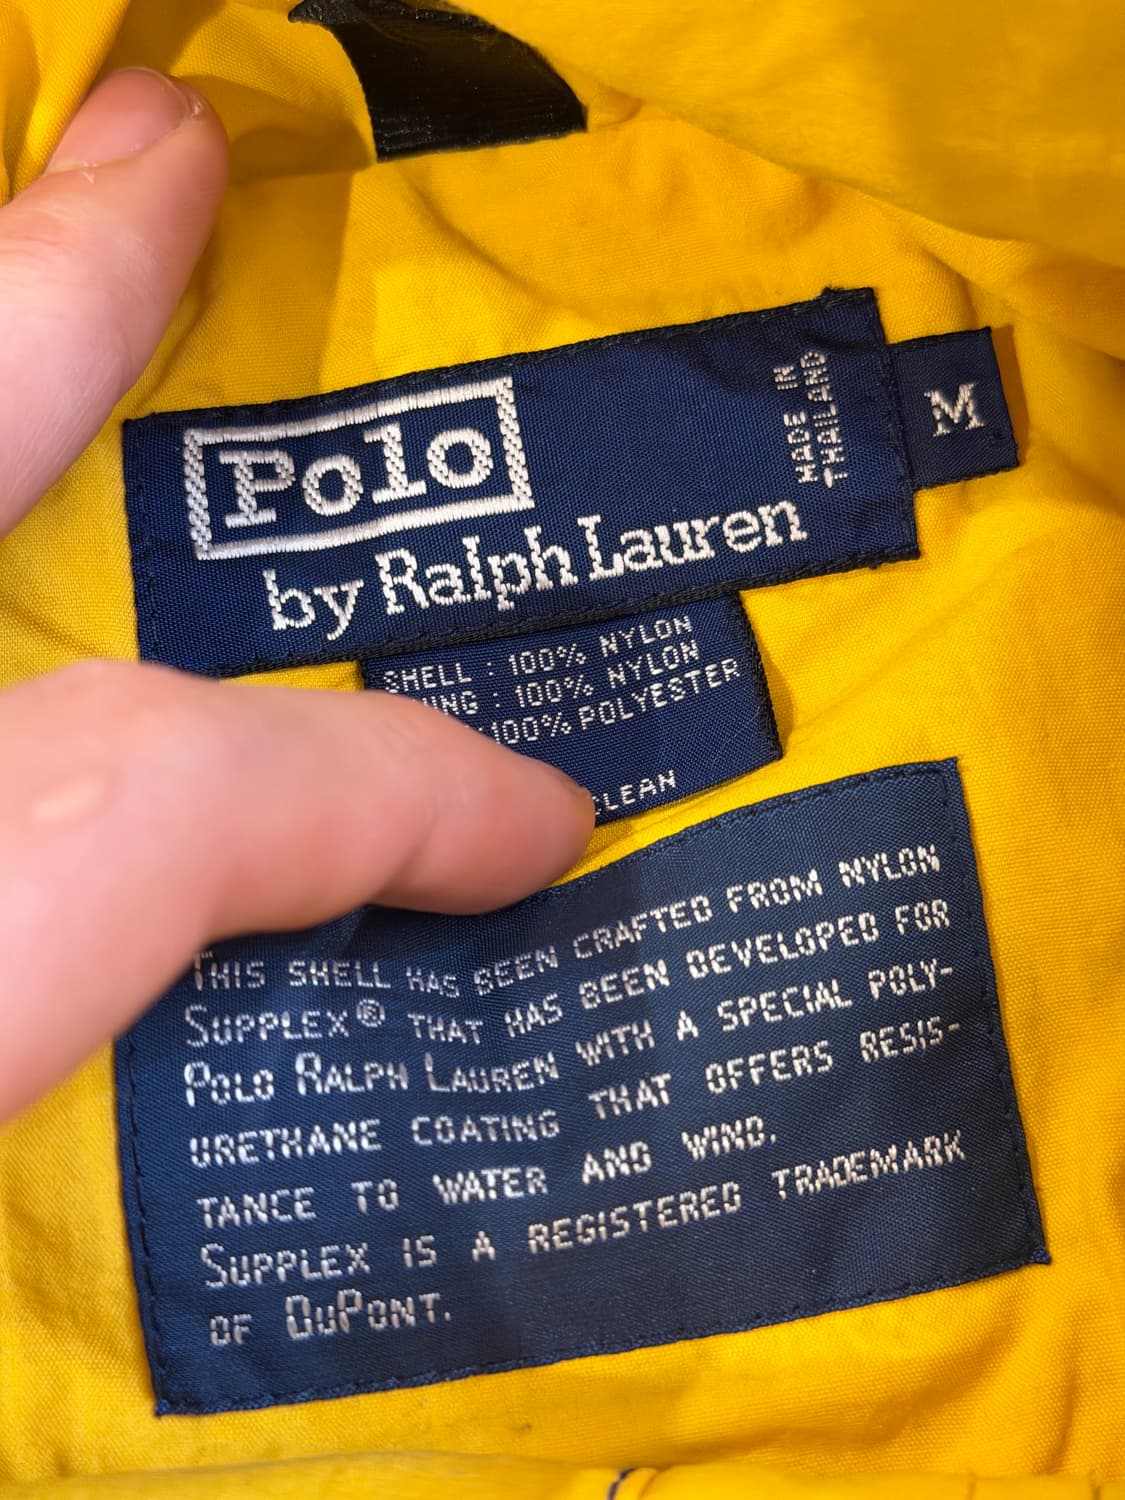 Polo
by Ralph Lauren
MADE IN
THAILAND
M
SHELL : 100% NYLON
: 100% NYLON
:100% POLYESTER
CLEAN
THIS SHELL HAS BEEN CRAFTED FROM NYLON
SUPPLEX® THAT HAS BEEN DEVELOPED FOR
POLO RALPH LAUREN WITH A SPECIAL POLY-
URETHANE COATING THAT OFFERS RESIS-
TANCE TO WATER AND WIND.
SUPPLEX IS A REGISTERED TRADEMARK
OF DUPONT.